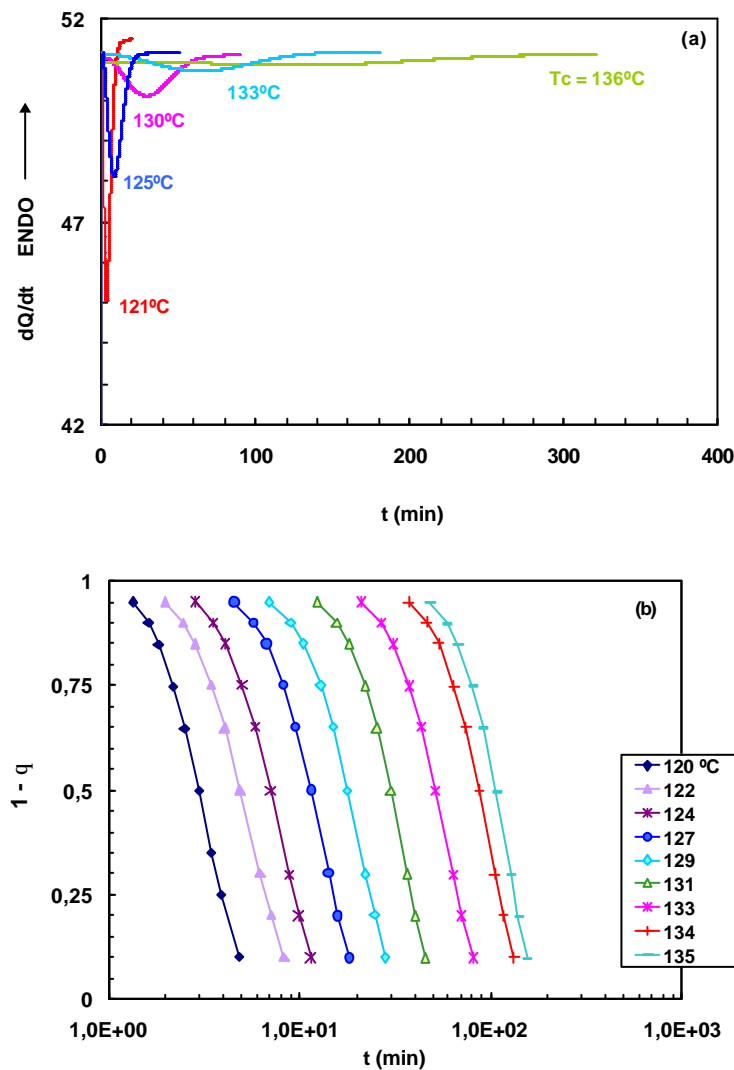 52
(a)
Tc = 136ºC
133ºC
130ºC
125ºC
47
121ºC
dQ/dt ENDO
42
0
100
200
300
400
t (min)
1
(b)
0,75
1 - q
0,5
0,25
0
120 ºC
122
124
127
129
131
133
134
135
1,0E+00
1,0E+01
1,0E+02
1,0E+03
t (min)